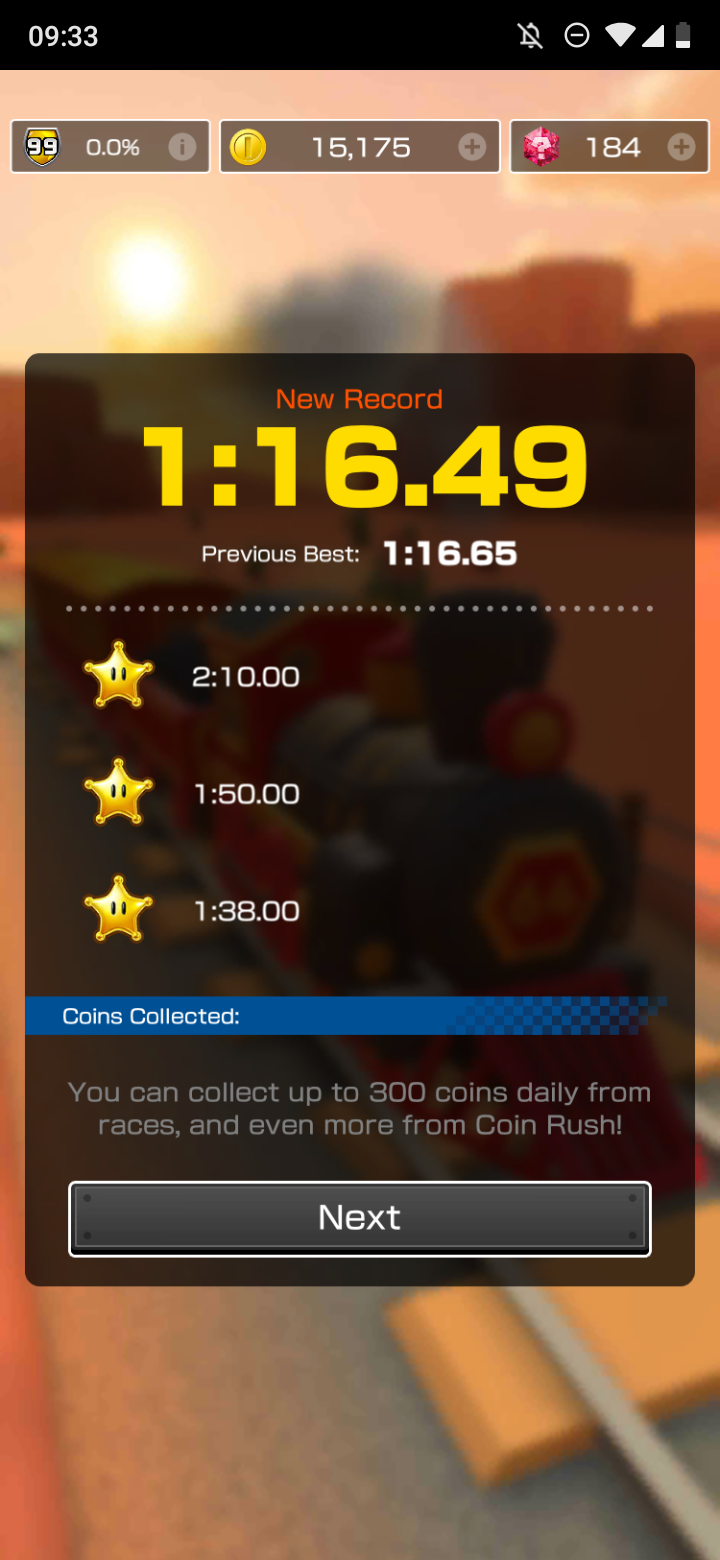 09:33
99 0.0% i 15,175 + 184 +
New Record
1:16.49
Previous Best: 1:16.65
2:10.00
1:50.00
1:38.00
Coins Collected:
You can collect up to 300 coins daily from
races, and even more from Coin Rush!
Next